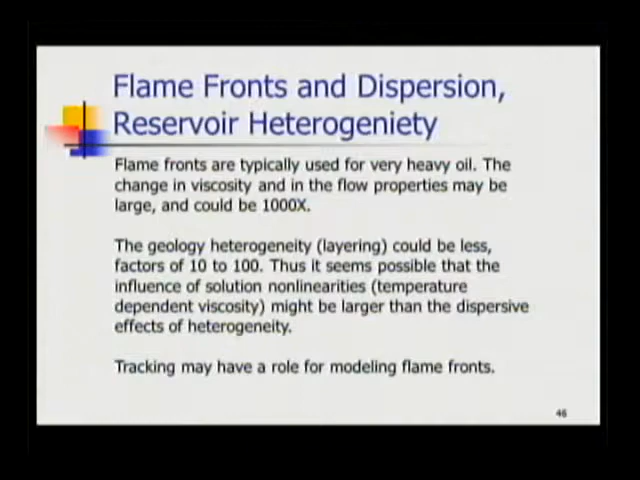 Flame Fronts and Dispersion,
Reservoir Heterogeniety
Flame fronts are typically used for very heavy oil. The
change in viscosity and in the flow properties may be
large, and could be 1000X.
The geology heterogeneity (layering) could be less,
factors of 10 to 100. Thus it seems possible that the
influence of solution nonlinearities (temperature
dependent viscosity) might be larger than the dispersive
effects of heterogeneity.
Tracking may have a role for modeling flame fronts.
46